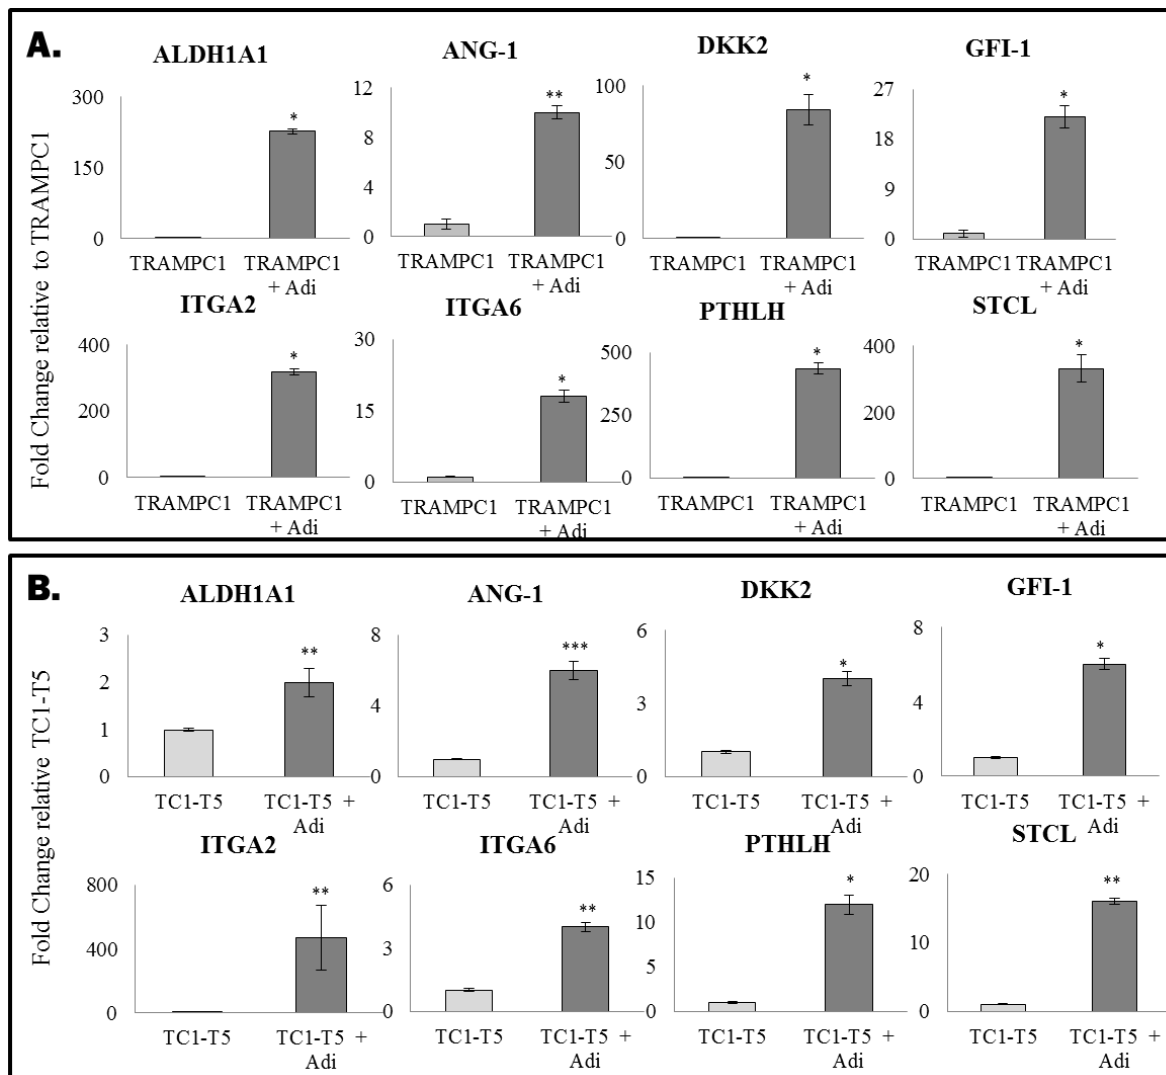 A.
ALDH1A1
ANG-1
DKK2
GFI-1
Fold Change relative to TRAMPC1
300
150
0
*
TRAMPC1
TRAMPC1
+ Adi
12
8
4
0
**
TRAMPC1
TRAMPC1
+ Adi
100
50
0
*
TRAMPC1
TRAMPC1
+ Adi
27
18
9
0
*
TRAMPC1
TRAMPC1
+ Adi
ITGA2
ITGA6
PTHLH
STCL
400
200
0
*
TRAMPC1
TRAMPC1
+ Adi
30
15
0
*
TRAMPC1
TRAMPC1
+ Adi
500
250
0
*
TRAMPC1
TRAMPC1
+ Adi
400
200
0
*
TRAMPC1
TRAMPC1
+ Adi
B.
ALDH1A1
ANG-1
DKK2
GFI-1
Fold Change relative TC1-T5
3
2
1
0
**
TC1-T5
TC1-T5 +
Adi
8
4
0
***
TC1-T5
TC1-T5 +
Adi
6
3
0
*
TC1-T5
TC1-T5 +
Adi
8
4
0
*
TC1-T5
TC1-T5 +
Adi
ITGA2
ITGA6
PTHLH
STCL
800
400
0
**
TC1-T5
TC1-T5 +
Adi
6
3
0
**
TC1-T5
TC1-T5 +
Adi
15
10
5
0
*
TC1-T5
TC1-T5 +
Adi
20
10
0
**
TC1-T5
TC1-T5 +
Adi